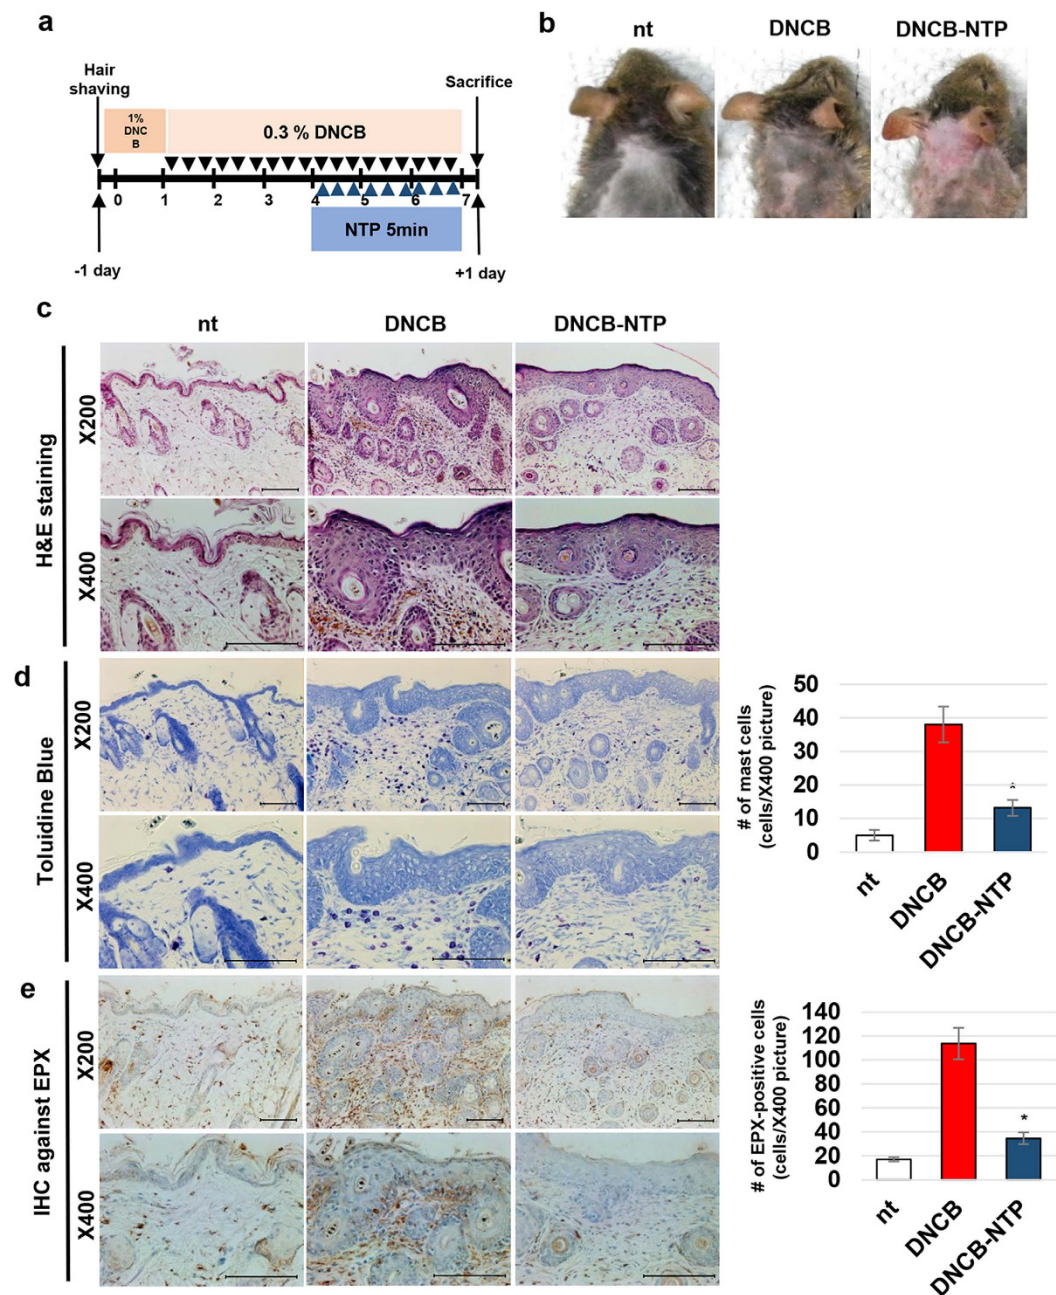 a
Hair
shaving
Sacrifice
1%
DNC
B
0.3 % DNCB
0
1
2
3
4
5
6
7
NTP 5min
-1 day
+1 day
b
nt
DNCB
DNCB-NTP
c
nt
DNCB
DNCB-NTP
H&E staining
X200
X400
d
Toluidine Blue
X200
X400
# of mast cells
(cells/X400 picture)
50
40
30
20
10
0
*
nt
DNCB
DNCB-NTP
e
IHC against EPX
X200
X400
# of EPX-positive cells
(cells/X400 picture)
140
120
100
80
60
40
20
0
*
nt
DNCB
DNCB-NTP